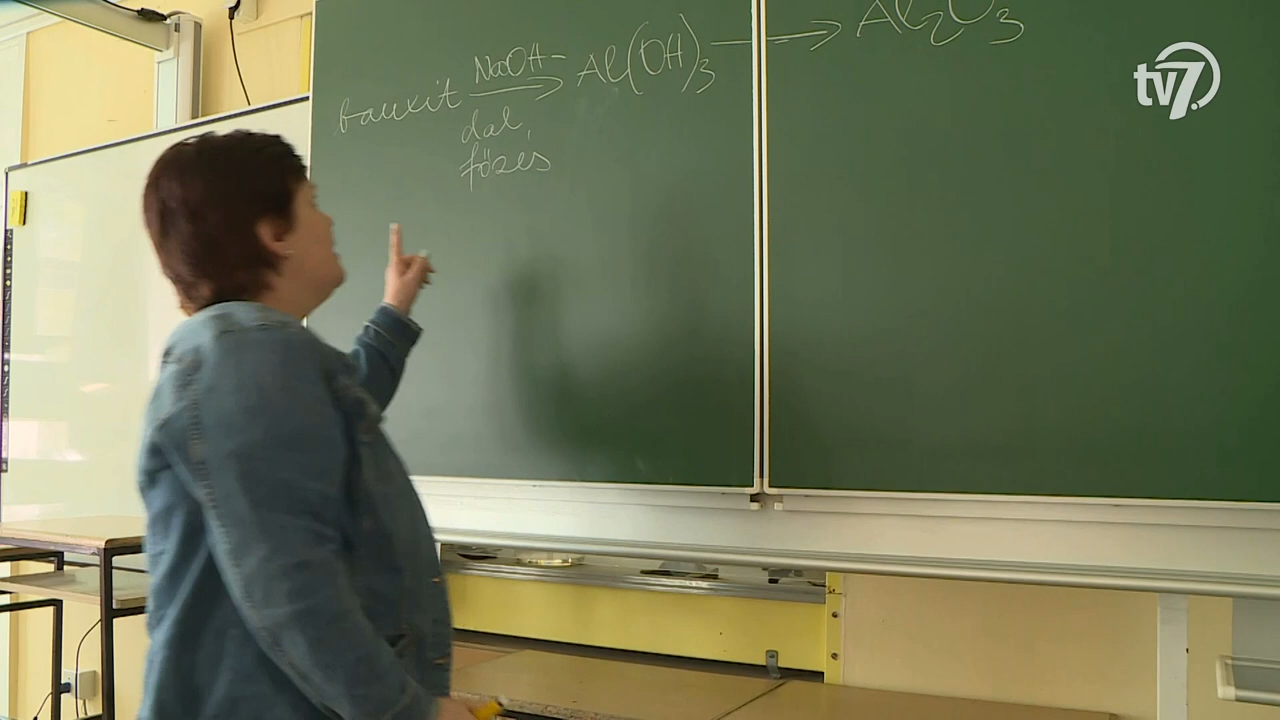 bauxit NaOH→ Al(OH)3 → Al2O3
dal,
főzés
tv7